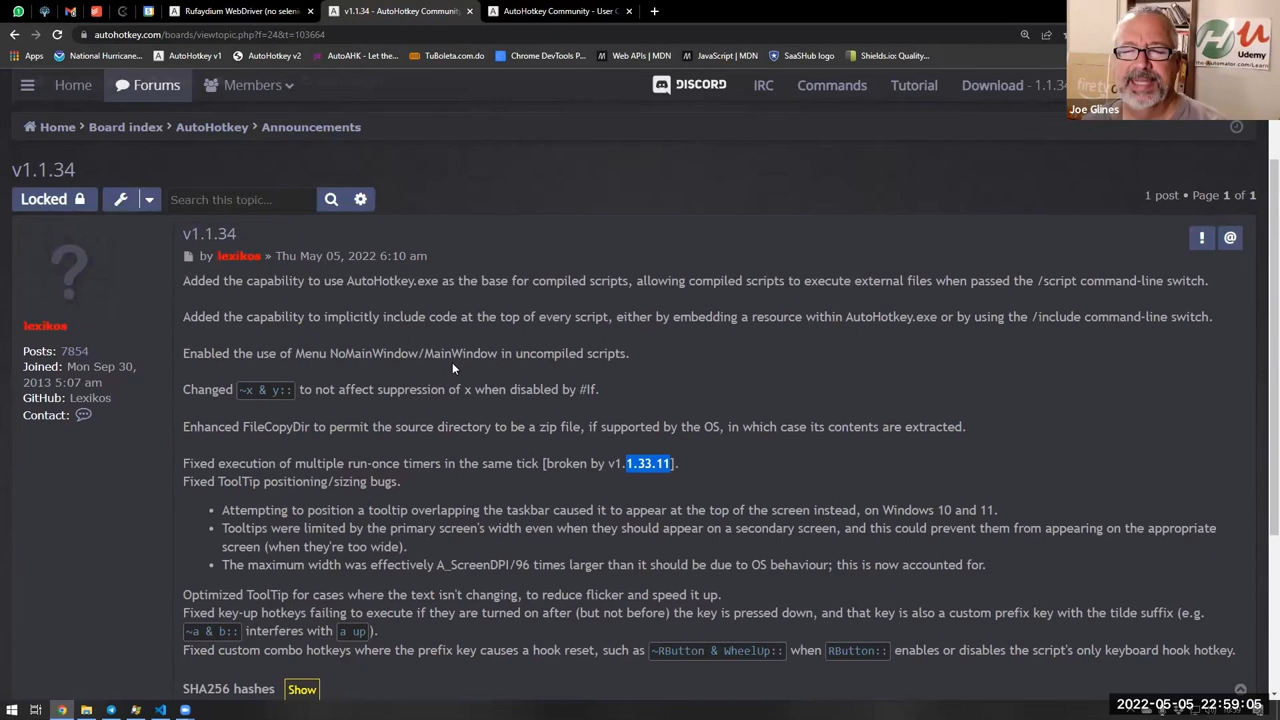 Rufaydium WebDriver (no seleni
v1.1.34 - AutoHotkey Community
AutoHotkey Community - User C
autohotkey.com/boards/viewtopic.php?f=24&t=103664
Apps
National Hurricane...
AutoHotkey v1
AutoHotkey v2
AutoAHK - Let the...
TuBoleta.com.do
Chrome DevTools P...
Web APIs | MDN
JavaScript | MDN
SaaSHub Logo
Shields.io: Quality...
Udemy
the-Automator.com/Learn
Joe Glines
Home
Forums
Members
DISCORD
IRC
Commands
Tutorial
Download - 1.1.34
Home
Board index
AutoHotkey
Announcements
v1.1.34
Locked
Search this topic...
1 post • Page 1 of 1
v1.1.34
by lexikos » Thu May 05, 2022 6:10 am
lexikos
Posts: 7854
Joined: Mon Sep 30,
2013 5:07 am
GitHub: Lexikos
Contact:
Added the capability to use AutoHotkey.exe as the base for compiled scripts, allowing compiled scripts to execute external files when passed the /script command-line switch.
Added the capability to implicitly include code at the top of every script, either by embedding a resource within AutoHotkey.exe or by using the /include command-line switch.
Enabled the use of Menu NoMainWindow/MainWindow in uncompiled scripts.
Changed ~x & y:: to not affect suppression of x when disabled by #If.
Enhanced FileCopyDir to permit the source directory to be a zip file, if supported by the OS, in which case its contents are extracted.
Fixed execution of multiple run-once timers in the same tick [broken by v1.1.33.11].
Fixed ToolTip positioning/sizing bugs.
• Attempting to position a tooltip overlapping the taskbar caused it to appear at the top of the screen instead, on Windows 10 and 11.
• Tooltips were limited by the primary screen's width even when they should appear on a secondary screen, and this could prevent them from appearing on the appropriate
screen (when they're too wide).
• The maximum width was effectively A_ScreenDPI/96 times larger than it should be due to OS behaviour; this is now accounted for.
Optimized ToolTip for cases where the text isn't changing, to reduce flicker and speed it up.
Fixed key-up hotkeys failing to execute if they are turned on after (but not before) the key is pressed down, and that key is also a custom prefix key with the tilde suffix (e.g.
~a & b:: interferes with a up ).
Fixed custom combo hotkeys where the prefix key causes a hook reset, such as ~RButton & WheelUp:: when RButton:: enables or disables the script's only keyboard hook hotkey.
SHA256 hashes Show
2022-05-05 22:59:05